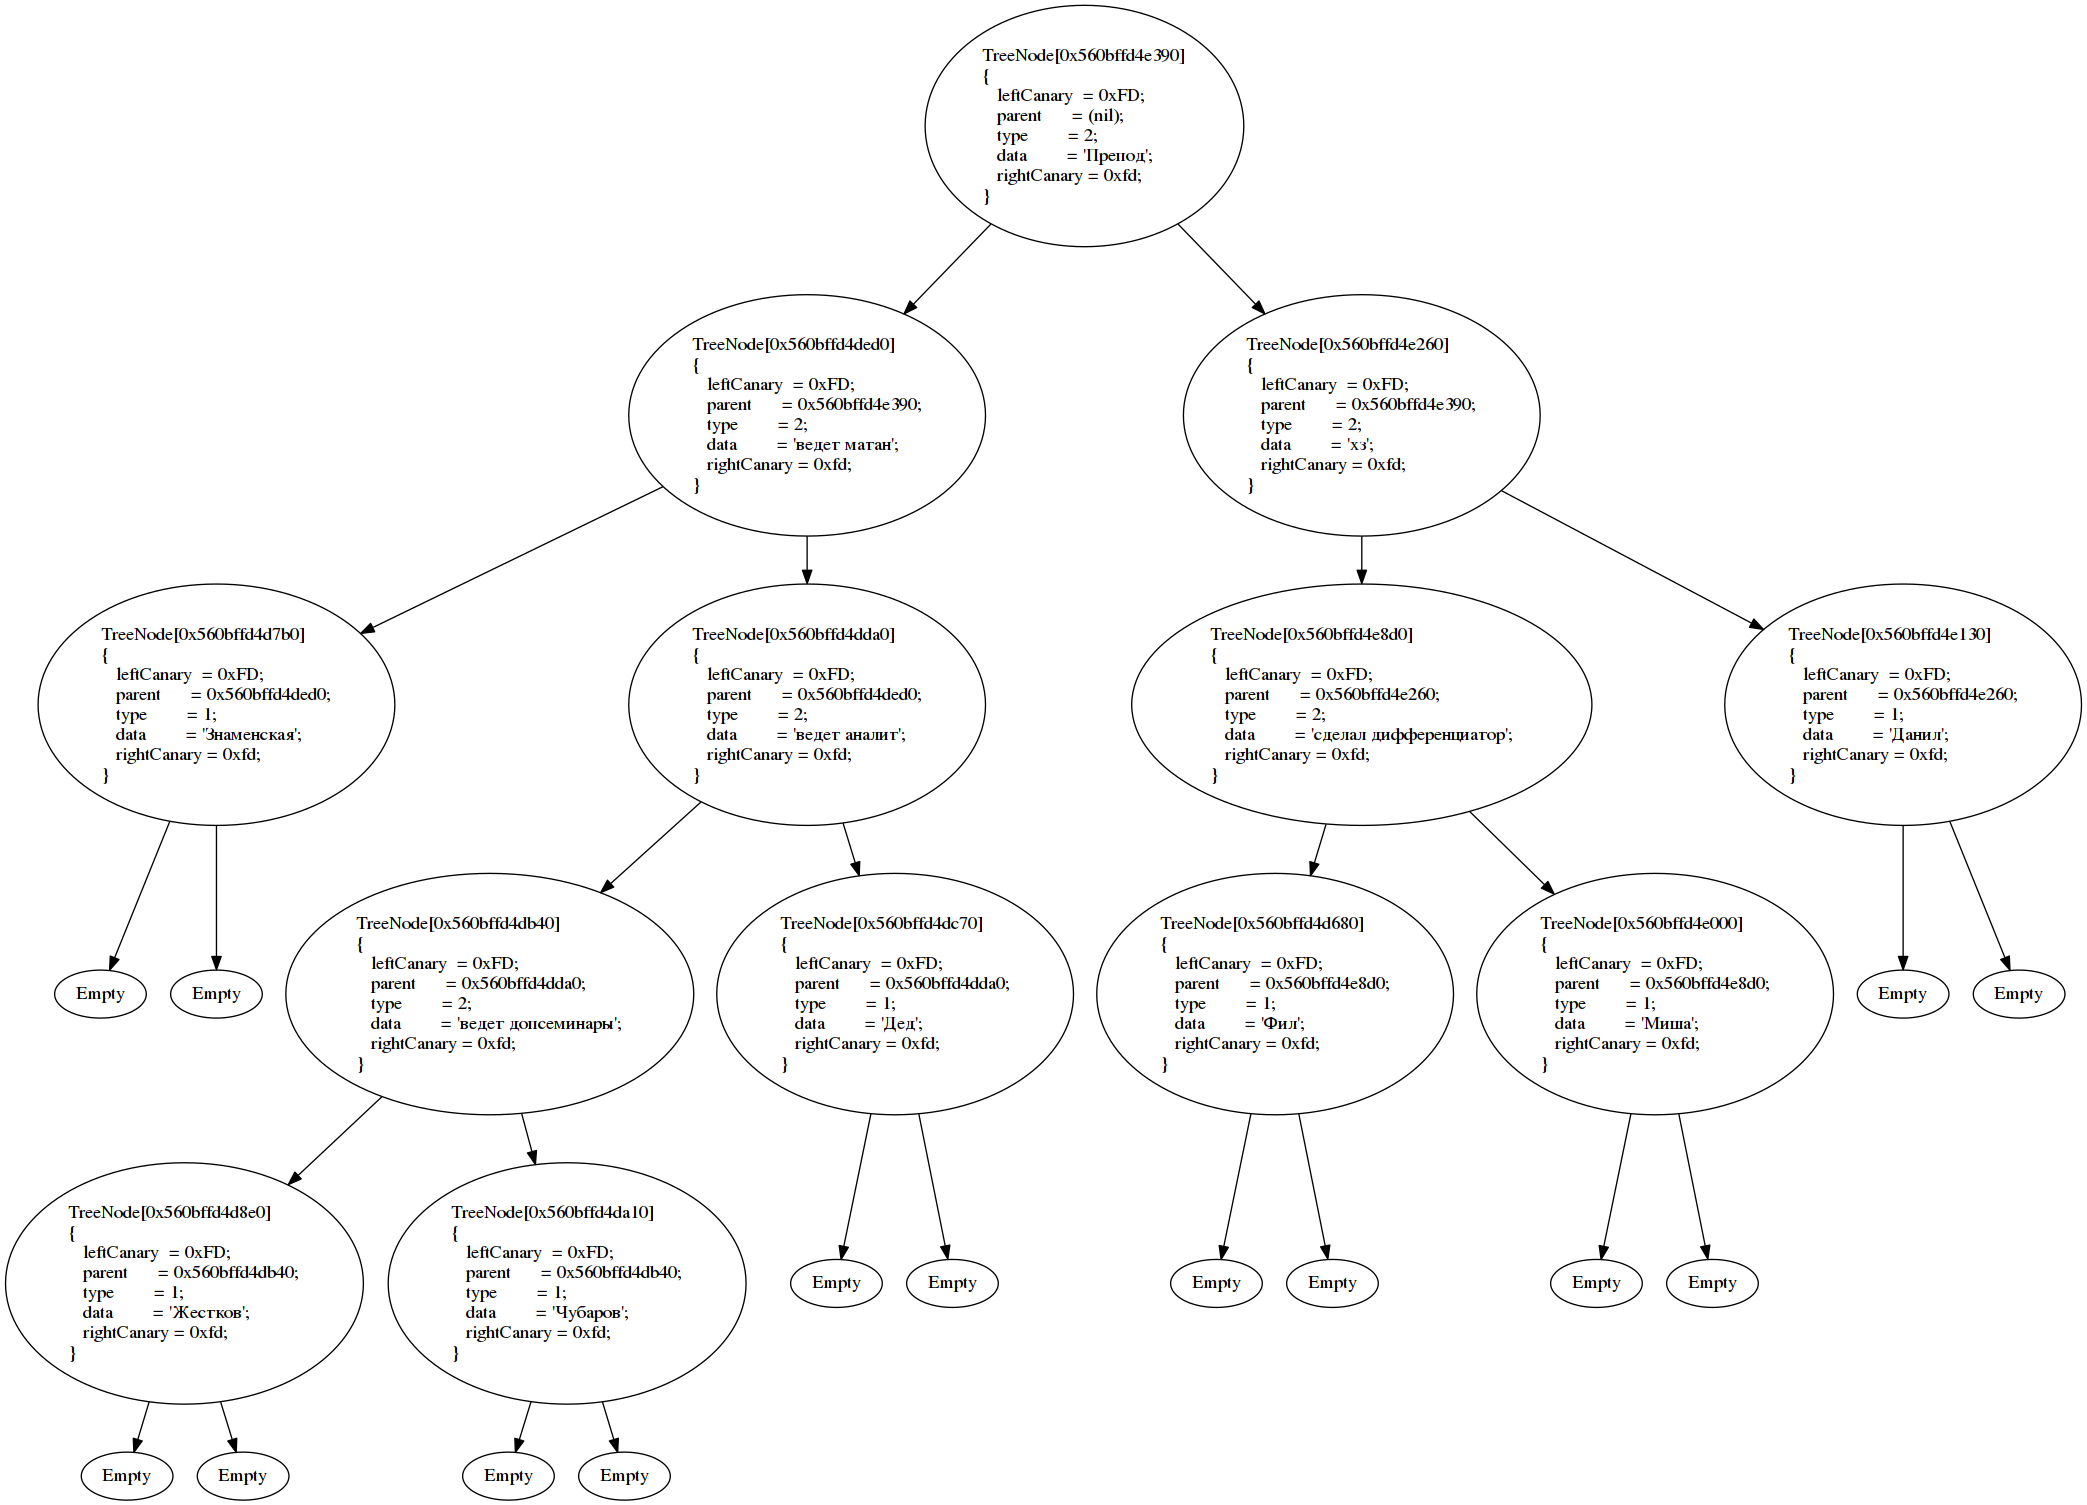 TreeNode[0x560bffd4e390]
{
leftCanary = 0xFD;
parent = (nil);
type = 2;
data = 'Препод';
rightCanary = 0xfd;
}
TreeNode[0x560bffd4ded0]
{
leftCanary = 0xFD;
parent = 0x560bffd4e390;
type = 2;
data = 'ведет матан';
rightCanary = 0xfd;
}
TreeNode[0x560bffd4e260]
{
leftCanary = 0xFD;
parent = 0x560bffd4e390;
type = 2;
data = 'хз';
rightCanary = 0xfd;
}
TreeNode[0x560bffd4d7b0]
{
leftCanary = 0xFD;
parent = 0x560bffd4ded0;
type = 1;
data = 'Знаменская';
rightCanary = 0xfd;
}
TreeNode[0x560bffd4dda0]
{
leftCanary = 0xFD;
parent = 0x560bffd4ded0;
type = 2;
data = 'ведет аналит';
rightCanary = 0xfd;
}
TreeNode[0x560bffd4e8d0]
{
leftCanary = 0xFD;
parent = 0x560bffd4e260;
type = 2;
data = 'сделал дифференциатор';
rightCanary = 0xfd;
}
TreeNode[0x560bffd4e130]
{
leftCanary = 0xFD;
parent = 0x560bffd4e260;
type = 1;
data = 'Данил';
rightCanary = 0xfd;
}
Empty
Empty
TreeNode[0x560bffd4db40]
{
leftCanary = 0xFD;
parent = 0x560bffd4dda0;
type = 2;
data = 'ведет допсеминары';
rightCanary = 0xfd;
}
TreeNode[0x560bffd4dc70]
{
leftCanary = 0xFD;
parent = 0x560bffd4dda0;
type = 1;
data = 'Дед';
rightCanary = 0xfd;
}
TreeNode[0x560bffd4d680]
{
leftCanary = 0xFD;
parent = 0x560bffd4e8d0;
type = 1;
data = 'Фил';
rightCanary = 0xfd;
}
TreeNode[0x560bffd4e000]
{
leftCanary = 0xFD;
parent = 0x560bffd4e8d0;
type = 1;
data = 'Миша';
rightCanary = 0xfd;
}
Empty
Empty
TreeNode[0x560bffd4d8e0]
{
leftCanary = 0xFD;
parent = 0x560bffd4db40;
type = 1;
data = 'Жестков';
rightCanary = 0xfd;
}
TreeNode[0x560bffd4da10]
{
leftCanary = 0xFD;
parent = 0x560bffd4db40;
type = 1;
data = 'Чубаров';
rightCanary = 0xfd;
}
Empty
Empty
Empty
Empty
Empty
Empty
Empty
Empty
Empty
Empty